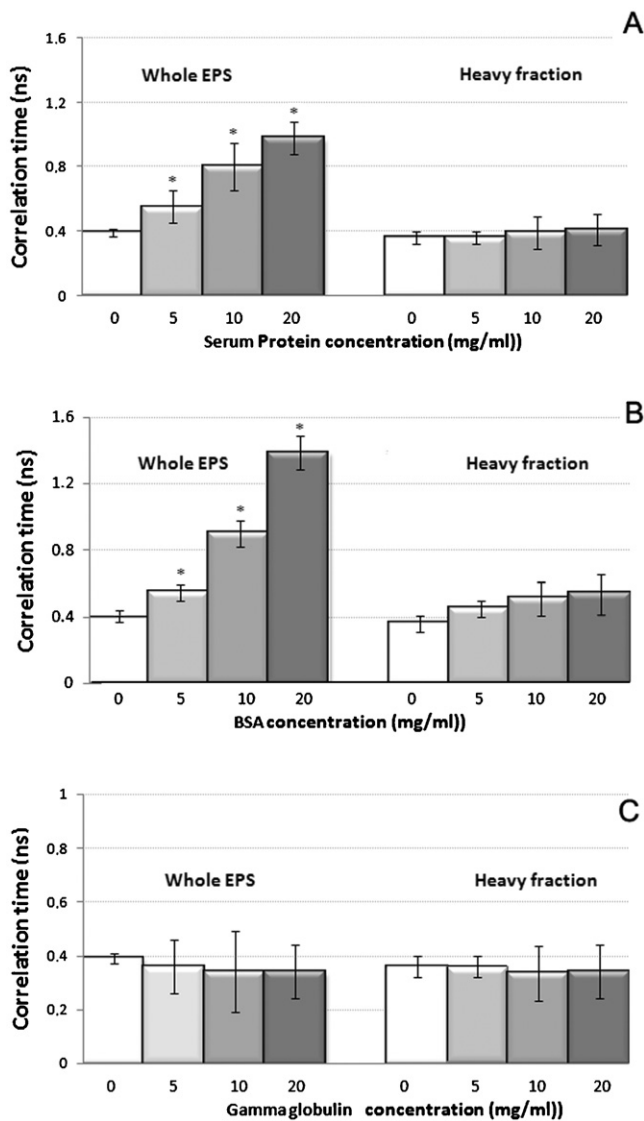 A
1.6
Whole EPS Heavy fraction
1.2
0.8
0.4
0
* * *
Correlation time (ns)
0 5 10 20 0 5 10 20
Serum Protein concentration (mg/ml))
B
1.6
Whole EPS Heavy fraction
1.2
0.8
0.4
0
* * *
Correlation time (ns)
0 5 10 20 0 5 10 20
BSA concentration (mg/ml))
C
1
0.8
Whole EPS Heavy fraction
0.6
0.4
0.2
0
Correlation time (ns)
0 5 10 20 0 5 10 20
Gamma globulin concentration (mg/ml))